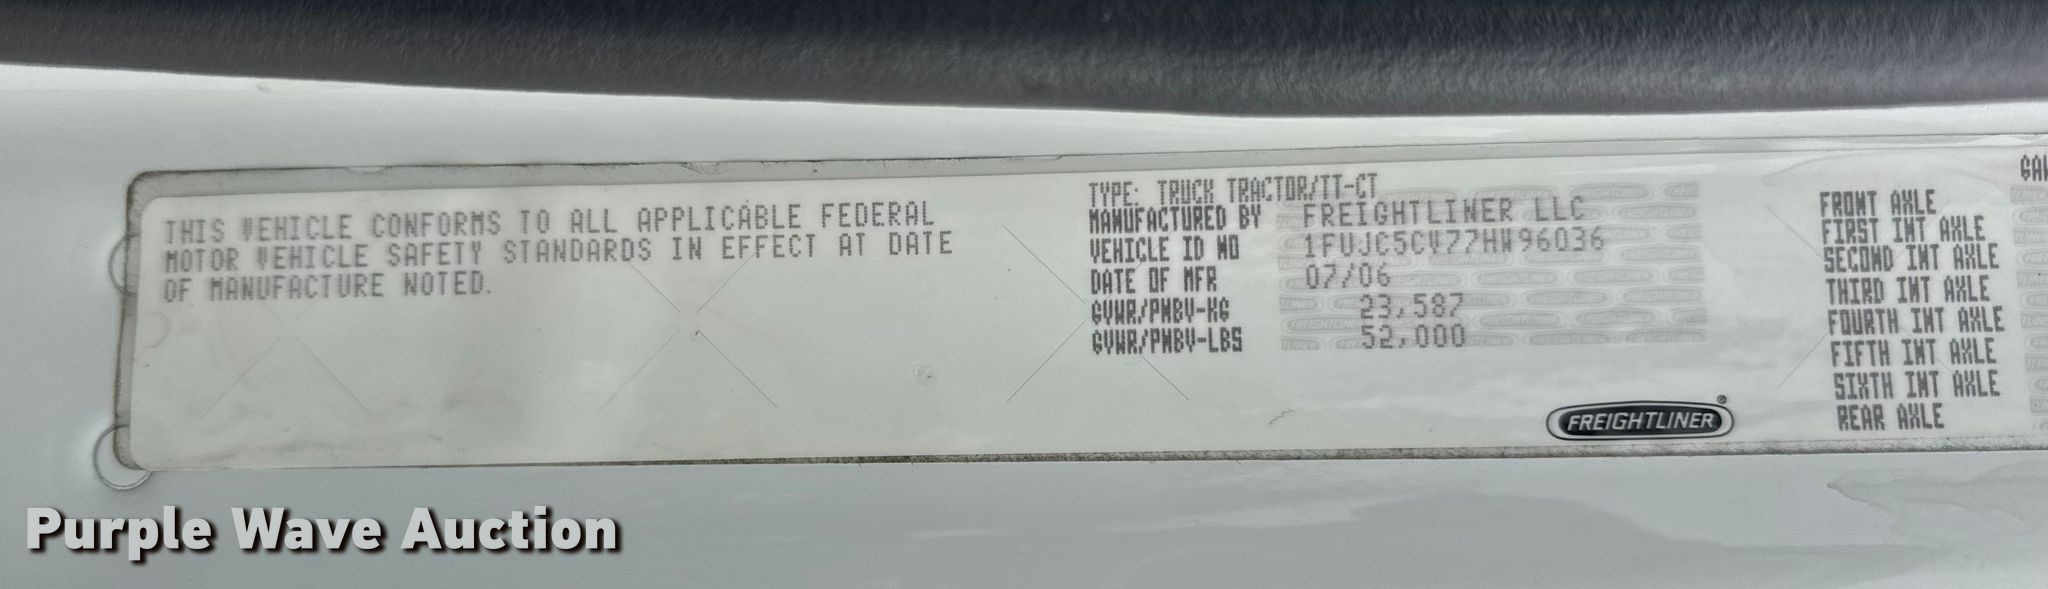 THIS VEHICLE CONFORMS TO ALL APPLICABLE FEDERAL
MOTOR VEHICLE SAFETY STANDARDS IN EFFECT AT DATE
OF MANUFACTURE NOTED.
TYPE: TRUCK TRACTOR/TT-CT
MANUFACTURED BY FREIGHTLINER LLC
VEHICLE ID NO 1FUJC5CV77HW96036
DATE OF MFR 07/06
GVWR/PNBV-KG 23,587
GVWR/PNBV-LBS 52,000
FREIGHTLINER®
FRONT AXLE
FIRST INT AXLE
SECOND INT AXLE
THIRD INT AXLE
FOURTH INT AXLE
FIFTH INT AXLE
SIXTH INT AXLE
REAR AXLE
Purple Wave Auction